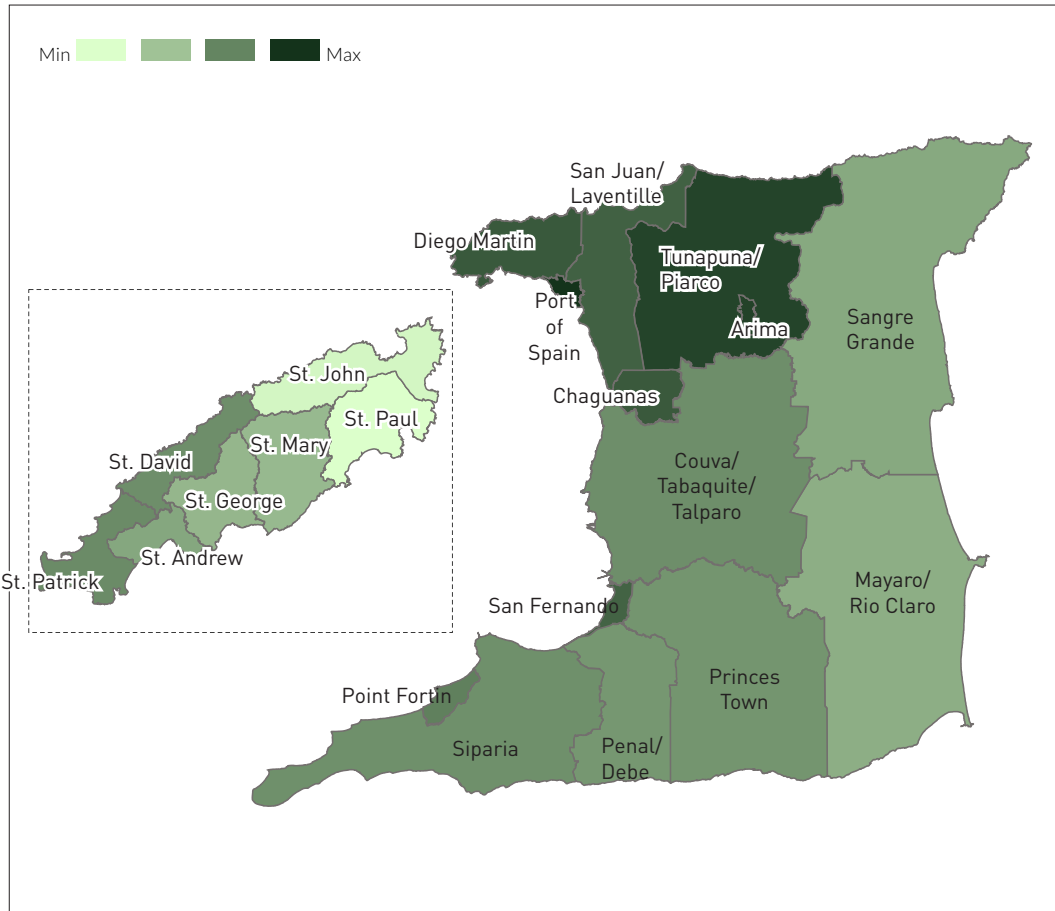 Min
Max
San Juan/
Laventille
Diego Martin
Tunapuna/
Piarco
Port
of
Spain
Arima
Sangre
Grande
Chaguanas
St. John
St. Paul
St. Mary
St. David
St. George
St. Andrew
St. Patrick
Couva/
Tabaquite/
Talparo
Mayaro/
Rio Claro
San Fernando
Princes
Town
Point Fortin
Siparia
Penal/
Debe